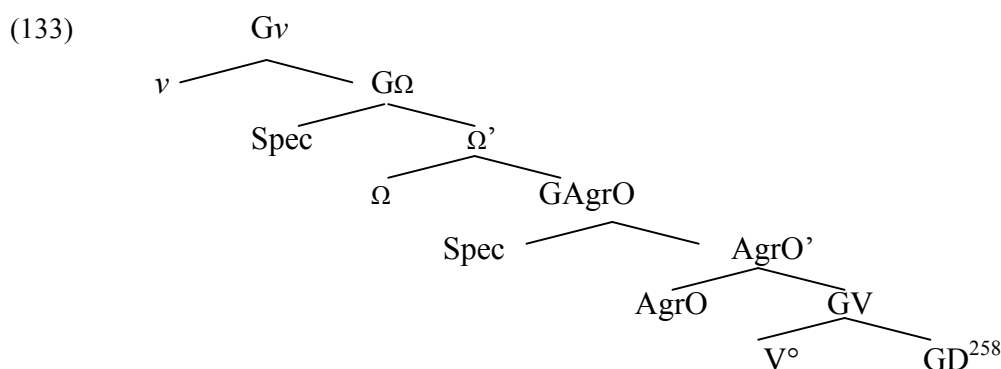 (133) Gv
v GΩ
Spec Ω’
Ω GAgrO
Spec AgrO’
AgrO GV
V° GD258